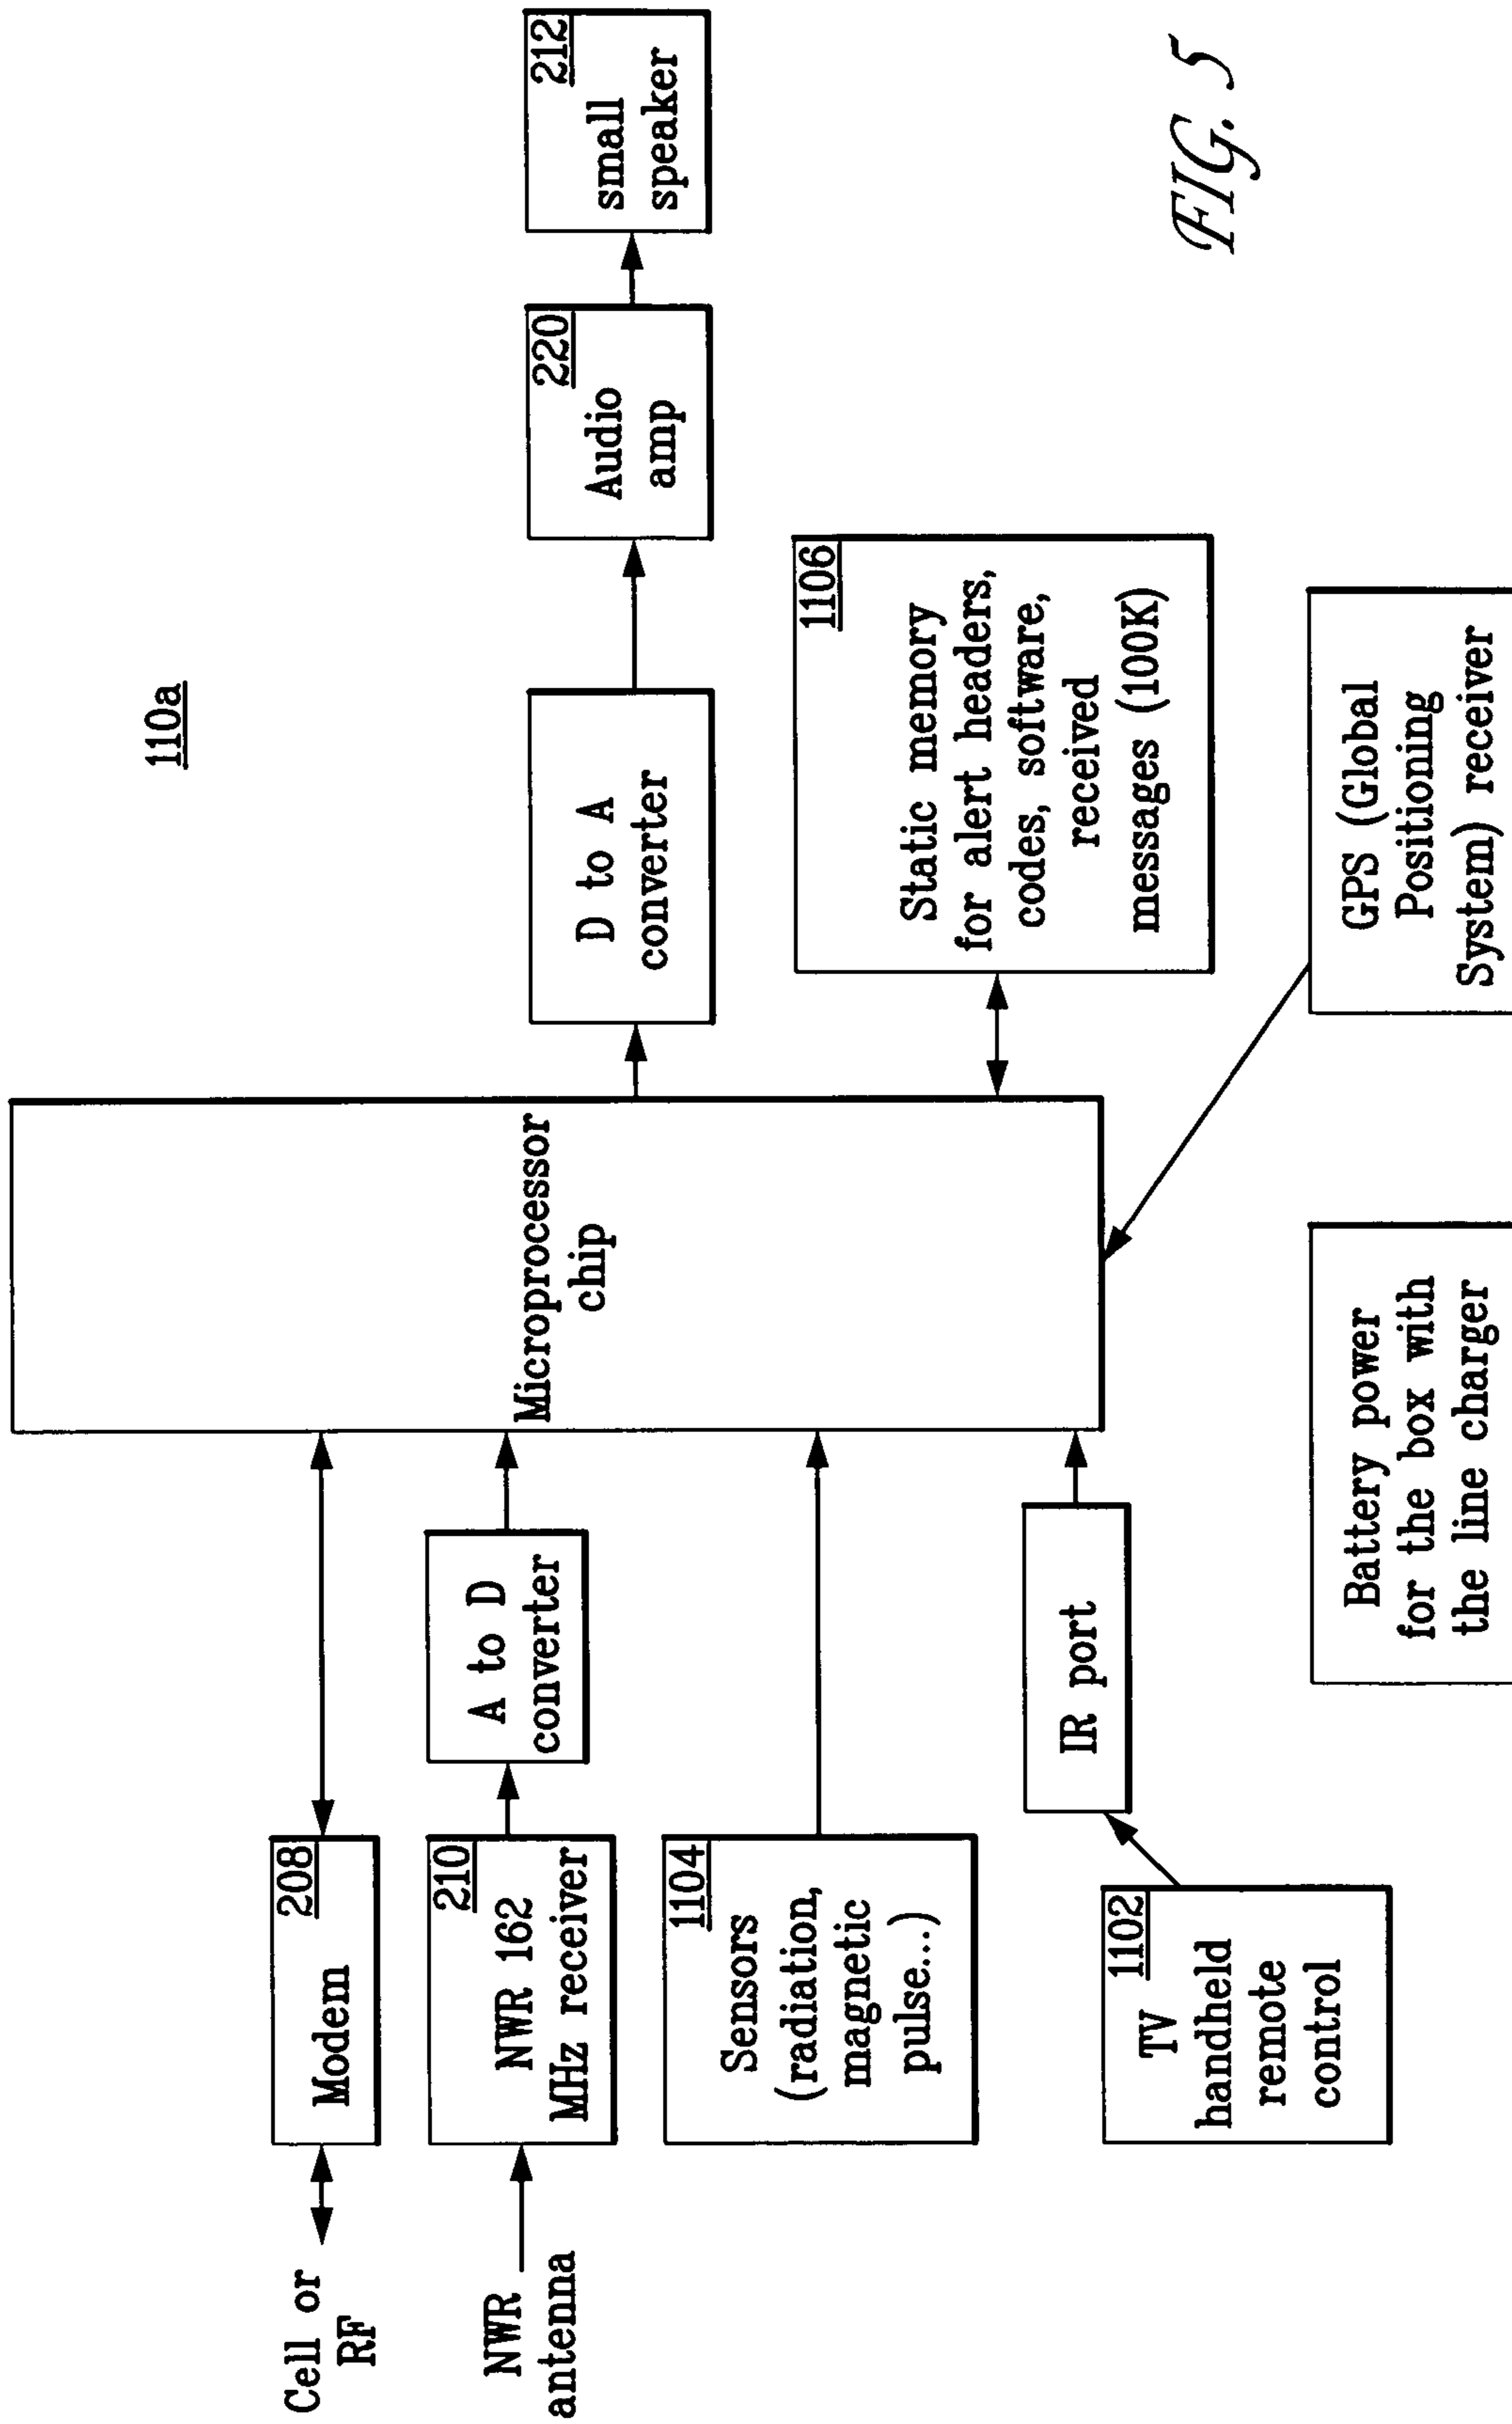 110a
Cell or
RF
208
Modem
NWR
antenna
210
NWR 162
MHz receiver
A to D
converter
1104
Sensors
(radiation,
magnetic
pulse...)
1102
TV
handheld
remote
control
IR port
Microprocessor
chip
D to A
converter
220
Audio
amp
212
small
speaker
1106
Static memory
for alert headers,
codes, software,
received
messages (100K)
Battery power
for the box with
the line charger
GPS (Global
Positioning
System) receiver
FIG. 5